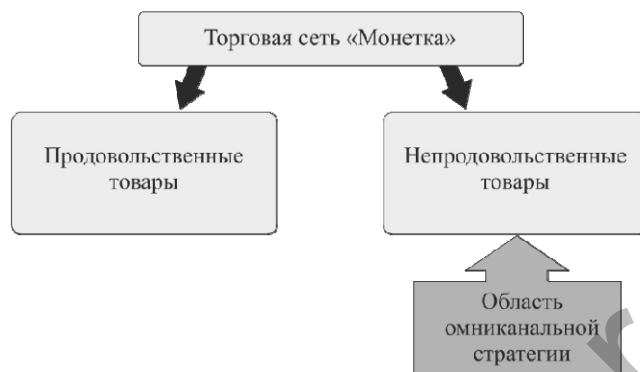 Торговая сеть «Монетка»
Продовольственные
товары
Непродовольственные
товары
Область
омниканальной
стратегии